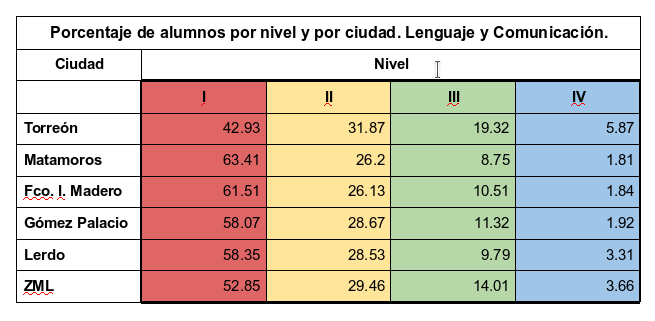 Porcentaje de alumnos por nivel y por ciudad. Lenguaje y Comunicación.
Ciudad Nivel
I II III IV
Torreón 42.93 31.87 19.32 5.87
Matamoros 63.41 26.2 8.75 1.81
Fco. I. Madero 61.51 26.13 10.51 1.84
Gómez Palacio 58.07 28.67 11.32 1.92
Lerdo 58.35 28.53 9.79 3.31
ZML 52.85 29.46 14.01 3.66